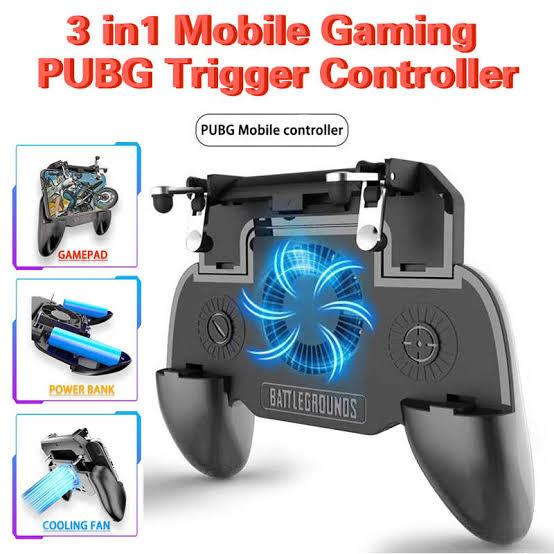 3 in1 Mobile Gaming
PUBG Trigger Controller
PUBG Mobile controller
GAMEPAD
POWER BANK
COOLING FAN
BATTLEGROUNDS